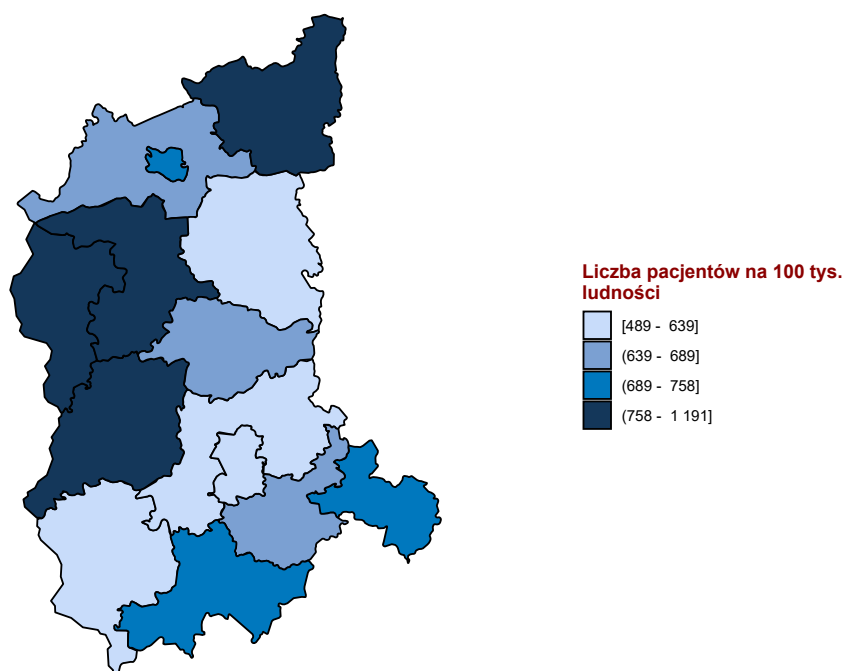 Liczba pacjentów na 100 tys.
ludności
[489 - 639]
(639 - 689]
(689 - 758]
(758 - 1 191]